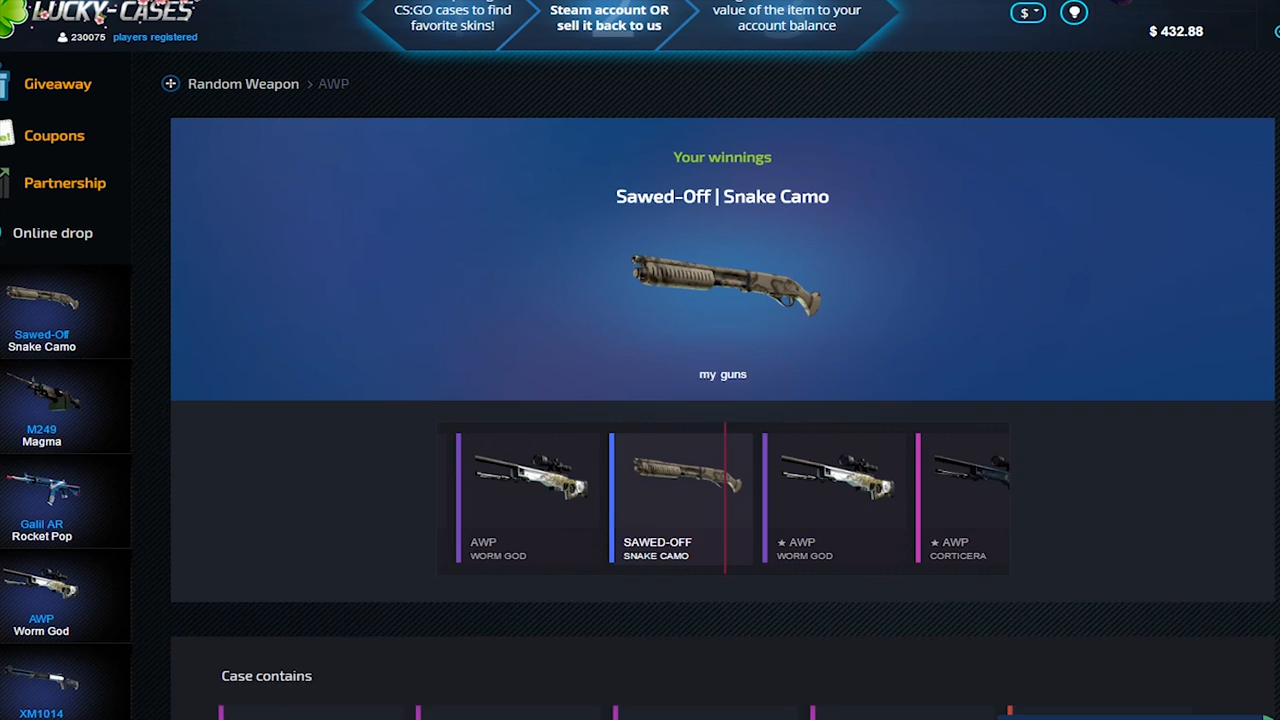 LUCKY-CASES
230075 players registered
CS:GO cases to find
favorite skins!
Steam account OR
sell it back to us
value of the item to your
account balance
$
$ 432.88
Giveaway
Coupons
Partnership
Online drop
Random Weapon > AWP
Your winnings
Sawed-Off | Snake Camo
my guns
Sawed-Off
Snake Camo
M249
Magma
Galil AR
Rocket Pop
AWP
Worm God
XM1014
AWP
WORM GOD
SAWED-OFF
SNAKE CAMO
★ AWP
WORM GOD
★ AWP
CORTICERA
Case contains